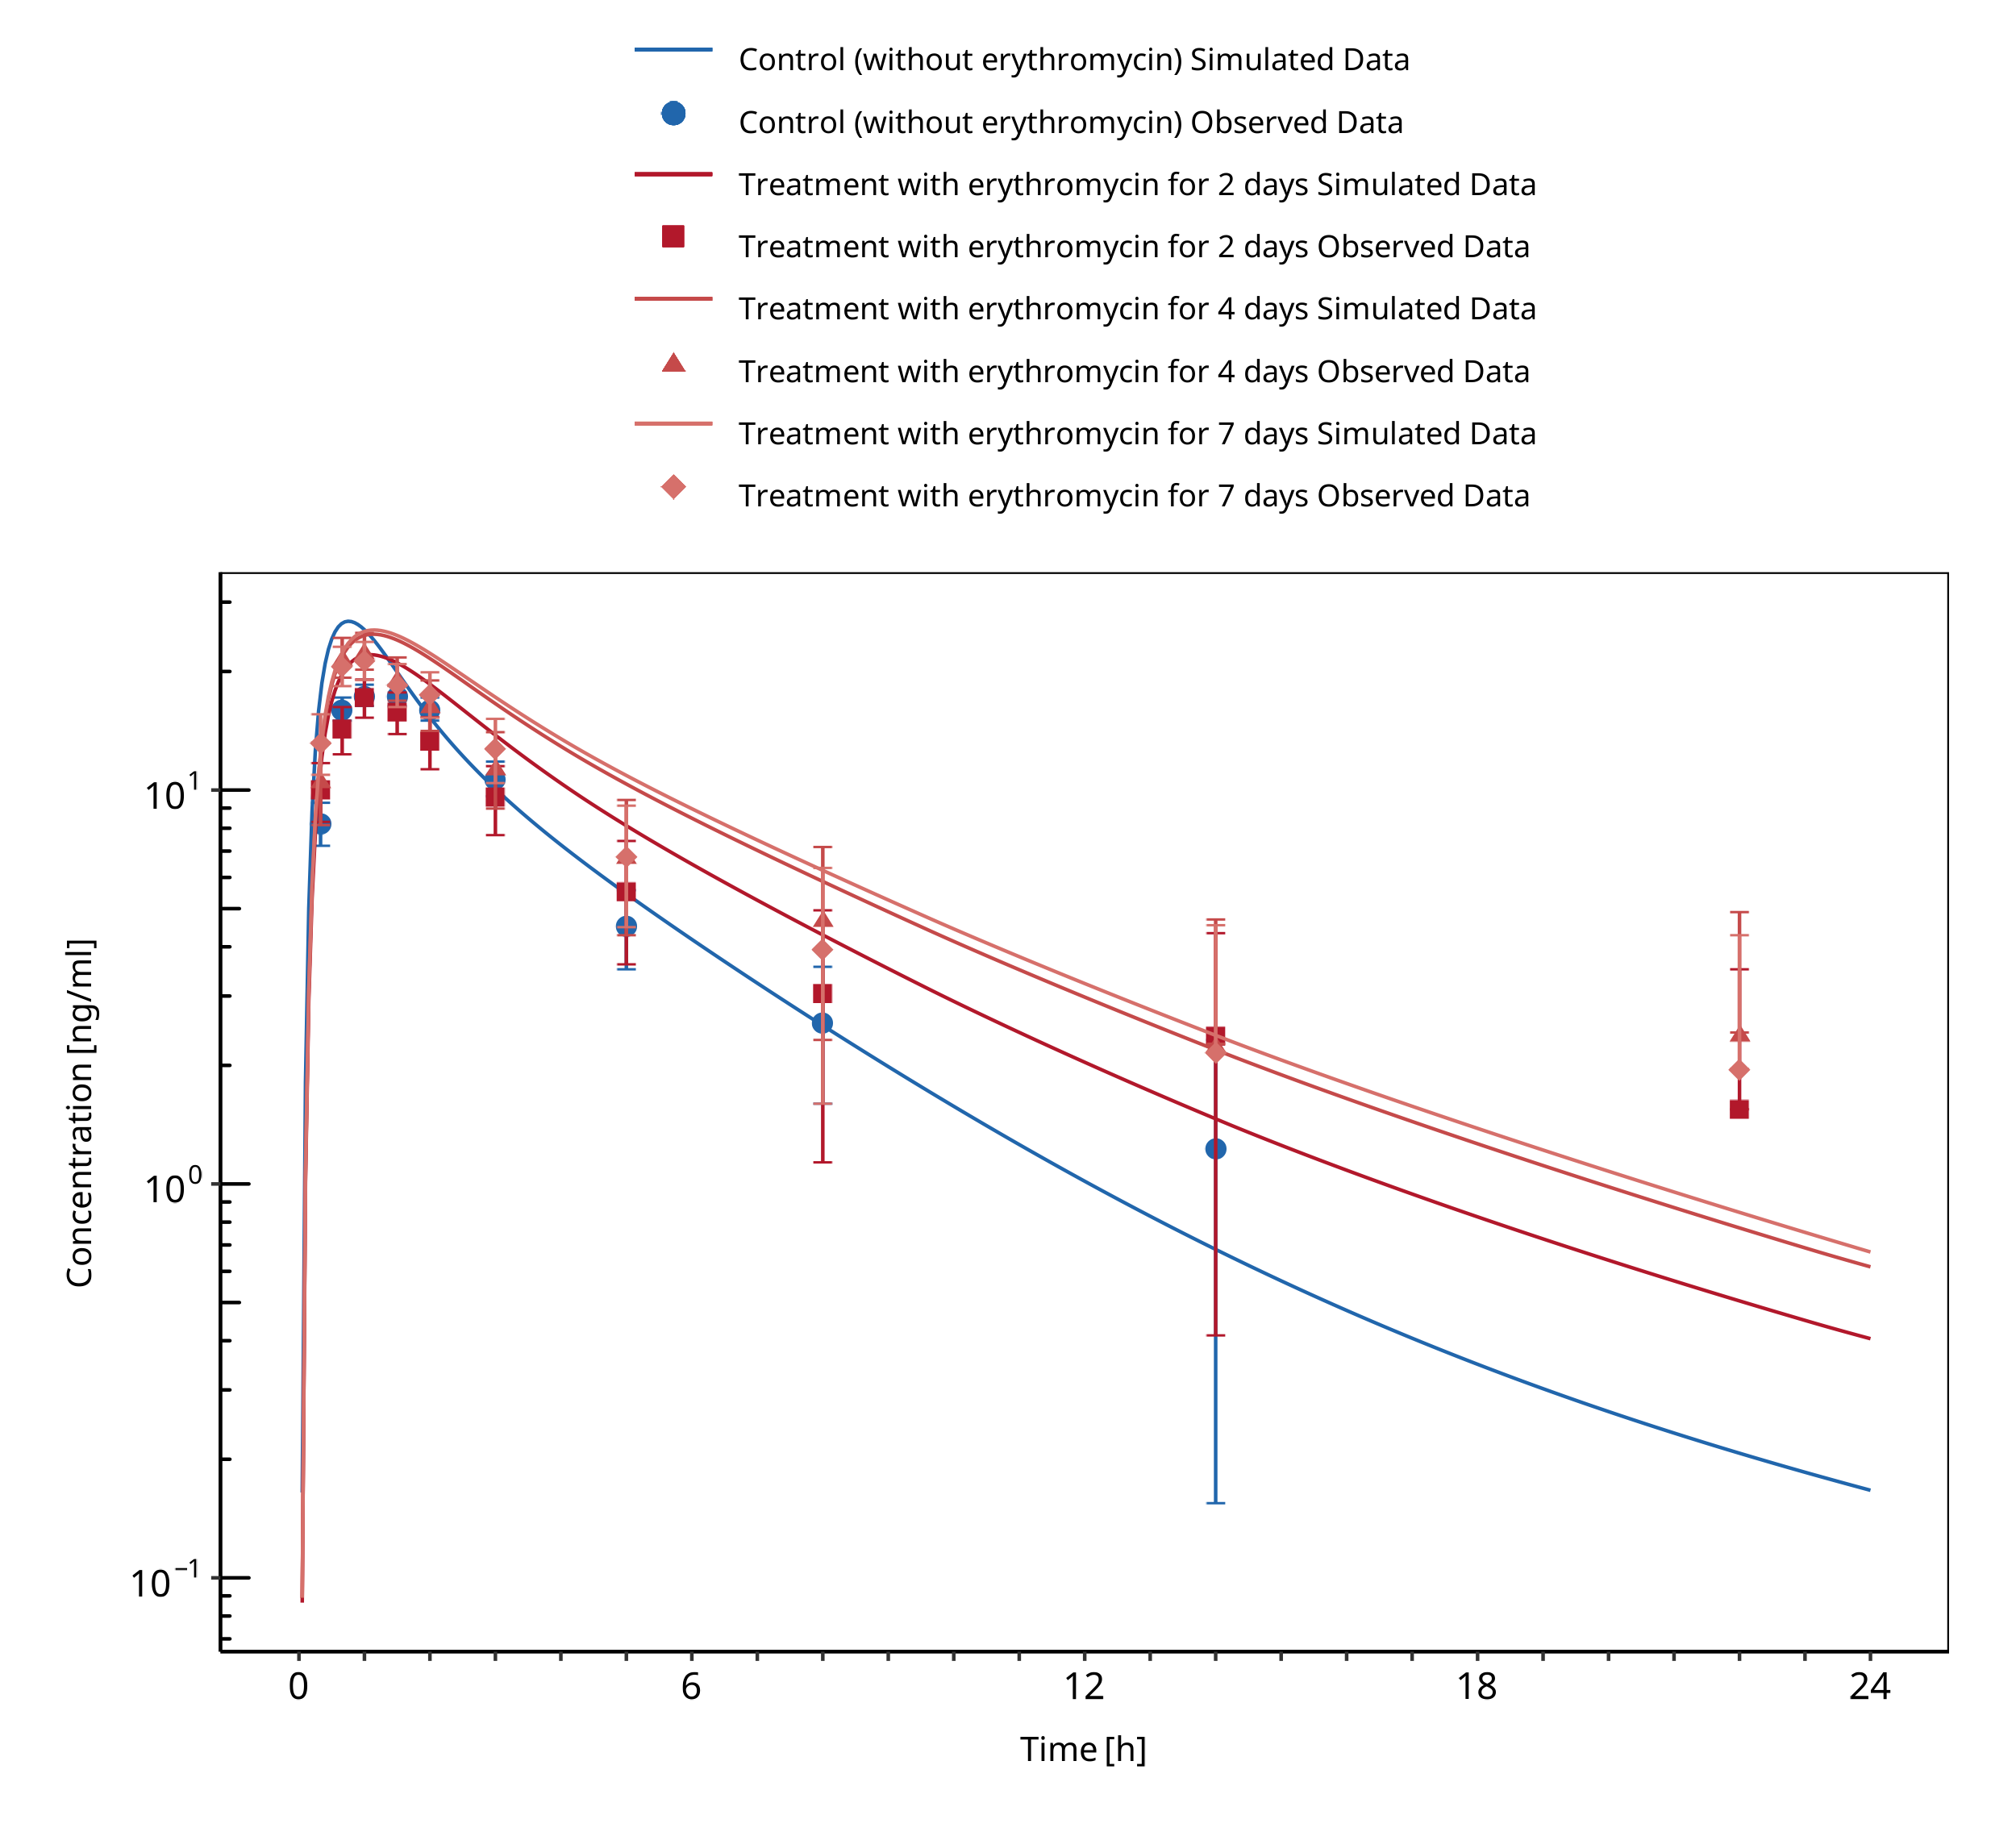 Control (without erythromycin) Simulated Data
Control (without erythromycin) Observed Data
Treatment with erythromycin for 2 days Simulated Data
Treatment with erythromycin for 2 days Observed Data
Treatment with erythromycin for 4 days Simulated Data
Treatment with erythromycin for 4 days Observed Data
Treatment with erythromycin for 7 days Simulated Data
Treatment with erythromycin for 7 days Observed Data
Concentration [ng/ml]
10¹
10⁰
10⁻¹
0 6 12 18 24
Time [h]